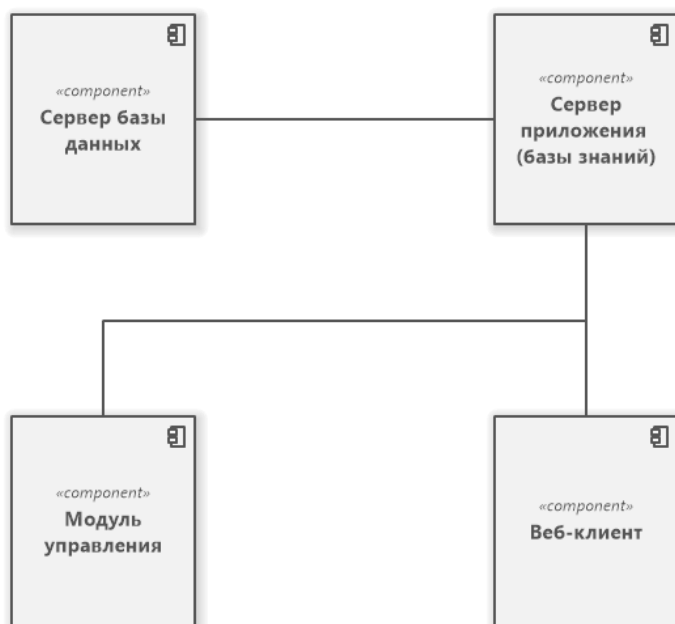 «component»
Сервер базы
данных
«component»
Сервер
приложения
(базы знаний)
«component»
Модуль
управления
«component»
Веб-клиент